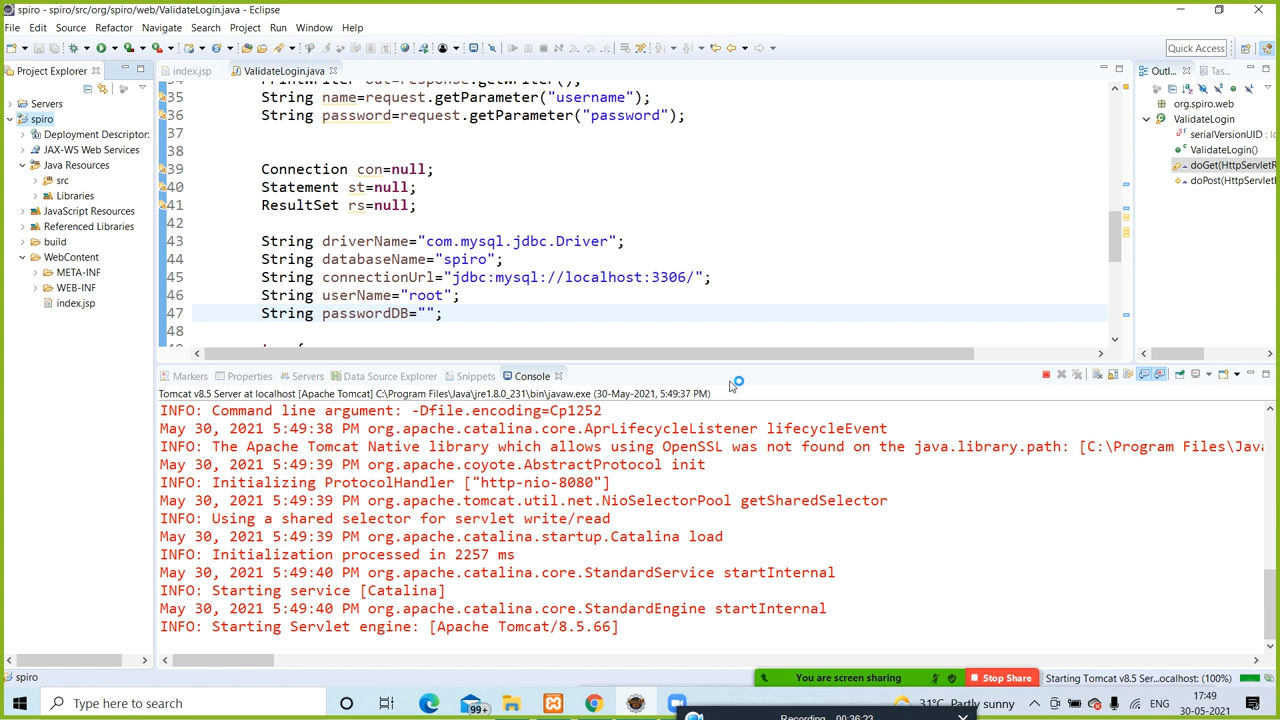 spiro - spiro/src/org/spiro/web/ValidateLogin.java - Eclipse
File Edit Source Refactor Navigate Search Project Run Window Help
Quick Access
Project Explorer
index.jsp
ValidateLogin.java
Outl...
Tas...
Servers
spiro
Deployment Descriptor:
JAX-WS Web Services
Java Resources
src
Libraries
JavaScript Resources
Referenced Libraries
build
WebContent
META-INF
WEB-INF
index.jsp
35 String name=request.getParameter("username");
36 String password=request.getParameter("password");
37
38
39 Connection con=null;
40 Statement st=null;
41 ResultSet rs=null;
42
43 String driverName="com.mysql.jdbc.Driver";
44 String databaseName="spiro";
45 String connectionUrl="jdbc:mysql://localhost:3306/";
46 String userName="root";
47 String passwordDB="";
48
org.spiro.web
ValidateLogin
serialVersionUID : lo
ValidateLogin()
doGet(HttpServletR
doPost(HttpServletR
Markers Properties Servers Data Source Explorer Snippets Console
Tomcat v8.5 Server at localhost [Apache Tomcat] C:\Program Files\Java\jre1.8.0_231\bin\javaw.exe (30-May-2021, 5:49:37 PM)
INFO: Command line argument: -Dfile.encoding=Cp1252
May 30, 2021 5:49:38 PM org.apache.catalina.core.AprLifecycleListener lifecycleEvent
INFO: The Apache Tomcat Native library which allows using OpenSSL was not found on the java.library.path: [C:\Program Files\Java
May 30, 2021 5:49:39 PM org.apache.coyote.AbstractProtocol init
INFO: Initializing ProtocolHandler ["http-nio-8080"]
May 30, 2021 5:49:39 PM org.apache.tomcat.util.net.NioSelectorPool getSharedSelector
INFO: Using a shared selector for servlet write/read
May 30, 2021 5:49:39 PM org.apache.catalina.startup.Catalina load
INFO: Initialization processed in 2257 ms
May 30, 2021 5:49:40 PM org.apache.catalina.core.StandardService startInternal
INFO: Starting service [Catalina]
May 30, 2021 5:49:40 PM org.apache.catalina.core.StandardEngine startInternal
INFO: Starting Servlet engine: [Apache Tomcat/8.5.66]
spiro
You are screen sharing
Stop Share
Starting Tomcat v8.5 Ser...ocalhost: (100%)
Type here to search
99+
31°C Partly sunny
ENG
17:49
30-05-2021
Recording 00:36:23